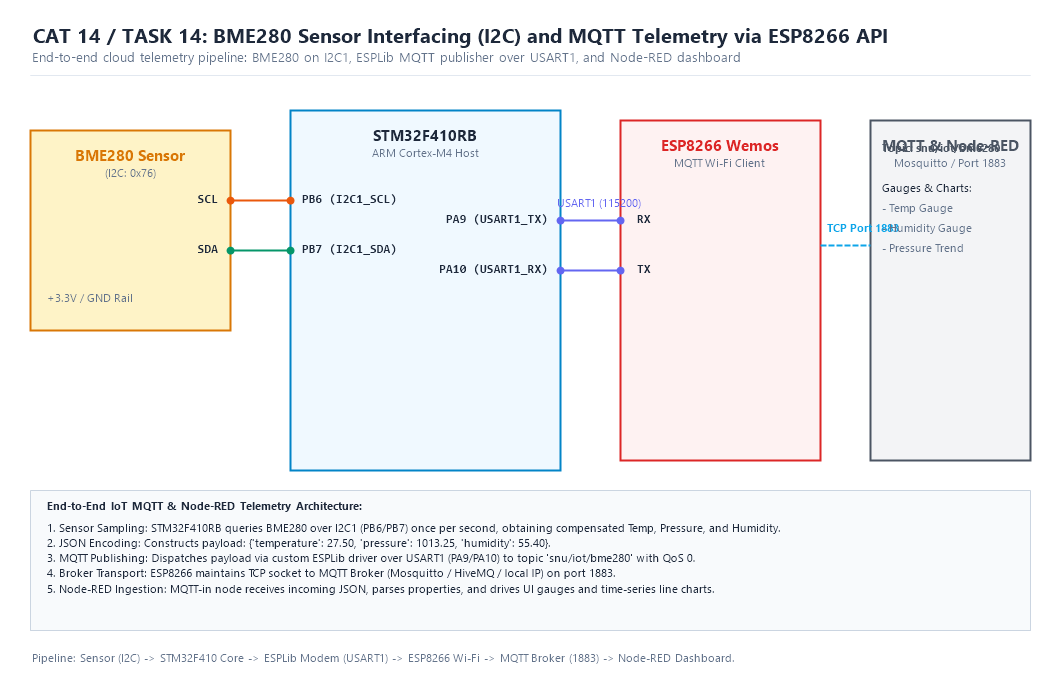 CAT 14 / TASK 14: BME280 Sensor Interfacing (I2C) and MQTT Telemetry via ESP8266 API
End-to-end cloud telemetry pipeline: BME280 on I2C1, ESPLib MQTT publisher over USART1, and Node-RED dashboard
BME280 Sensor
(I2C: 0x76)
SCL
SDA
+3.3V / GND Rail
STM32F410RB
ARM Cortex-M4 Host
PB6 (I2C1_SCL)
PB7 (I2C1_SDA)
PA9 (USART1_TX)
PA10 (USART1_RX)
USART1 (115200)
ESP8266 Wemos
MQTT Wi-Fi Client
RX
TX
TCP Port 1883
MQTT & Node-RED
Topic: snu/iot/bme280
Mosquitto / Port 1883
Gauges & Charts:
- Temp Gauge
- Humidity Gauge
- Pressure Trend
End-to-End IoT MQTT & Node-RED Telemetry Architecture:
1. Sensor Sampling: STM32F410RB queries BME280 over I2C1 (PB6/PB7) once per second, obtaining compensated Temp, Pressure, and Humidity.
2. JSON Encoding: Constructs payload: {'temperature': 27.50, 'pressure': 1013.25, 'humidity': 55.40}.
3. MQTT Publishing: Dispatches payload via custom ESPLib driver over USART1 (PA9/PA10) to topic 'snu/iot/bme280' with QoS 0.
4. Broker Transport: ESP8266 maintains TCP socket to MQTT Broker (Mosquitto / HiveMQ / local IP) on port 1883.
5. Node-RED Ingestion: MQTT-in node receives incoming JSON, parses properties, and drives UI gauges and time-series line charts.
Pipeline: Sensor (I2C) -> STM32F410 Core -> ESPLib Modem (USART1) -> ESP8266 Wi-Fi -> MQTT Broker (1883) -> Node-RED Dashboard.